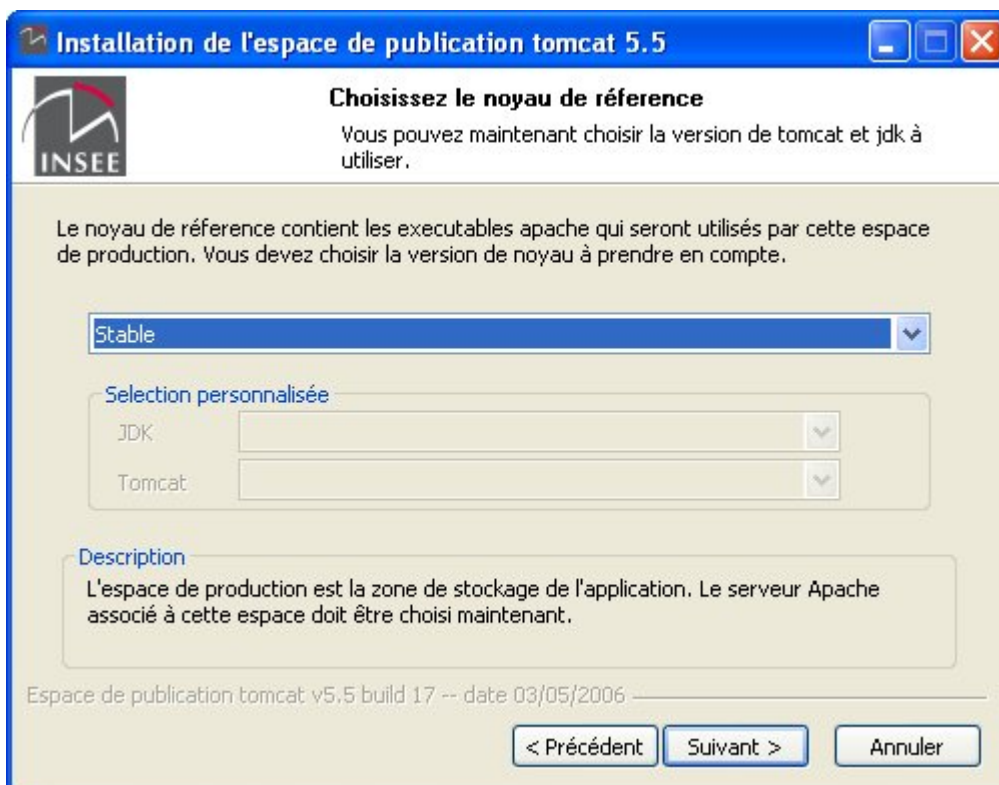 Installation de l'espace de publication tomcat 5.5
INSEE
Choisissez le noyau de réference
Vous pouvez maintenant choisir la version de tomcat et jdk à
utiliser.
Le noyau de réference contient les executables apache qui seront utilisés par cette espace
de production. Vous devez choisir la version de noyau à prendre en compte.
Stable
Selection personnalisée
JDK
Tomcat
Description
L'espace de production est la zone de stockage de l'application. Le serveur Apache
associé à cette espace doit être choisi maintenant.
Espace de publication tomcat v5.5 build 17 -- date 03/05/2006
< Précédent
Suivant >
Annuler